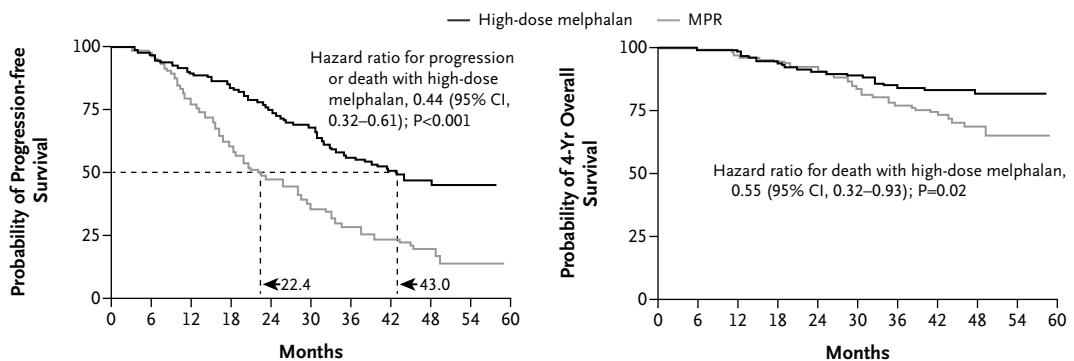 High-dose melphalan
MPR
Probability of Progression-free
Survival
100
75
50
25
0
Hazard ratio for progression
or death with high-dose
melphalan, 0.44 (95% CI,
0.32–0.61); P<0.001
22.4
43.0
0 6 12 18 24 30 36 42 48 54 60
Months
Probability of 4-Yr Overall
Survival
100
75
50
25
0
Hazard ratio for death with high-dose melphalan,
0.55 (95% CI, 0.32–0.93); P=0.02
0 6 12 18 24 30 36 42 48 54 60
Months